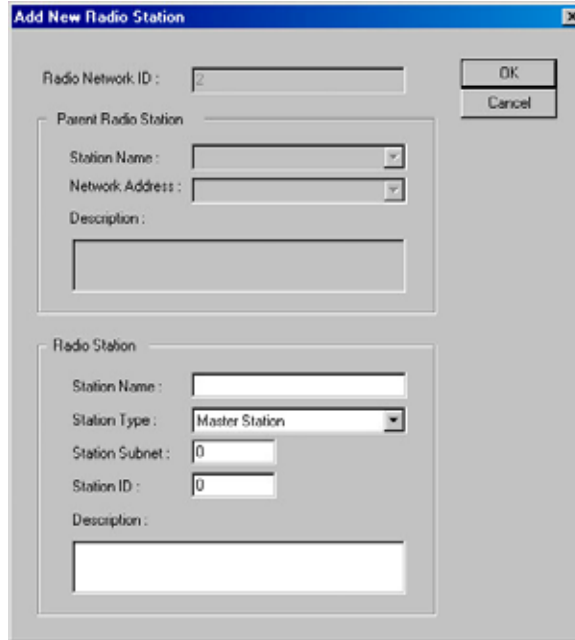 Add New Radio Station
Radio Network ID : 2
OK
Cancel
Parent Radio Station
Station Name :
Network Address :
Description :
Radio Station
Station Name :
Station Type : Master Station
Station Subnet : 0
Station ID : 0
Description :